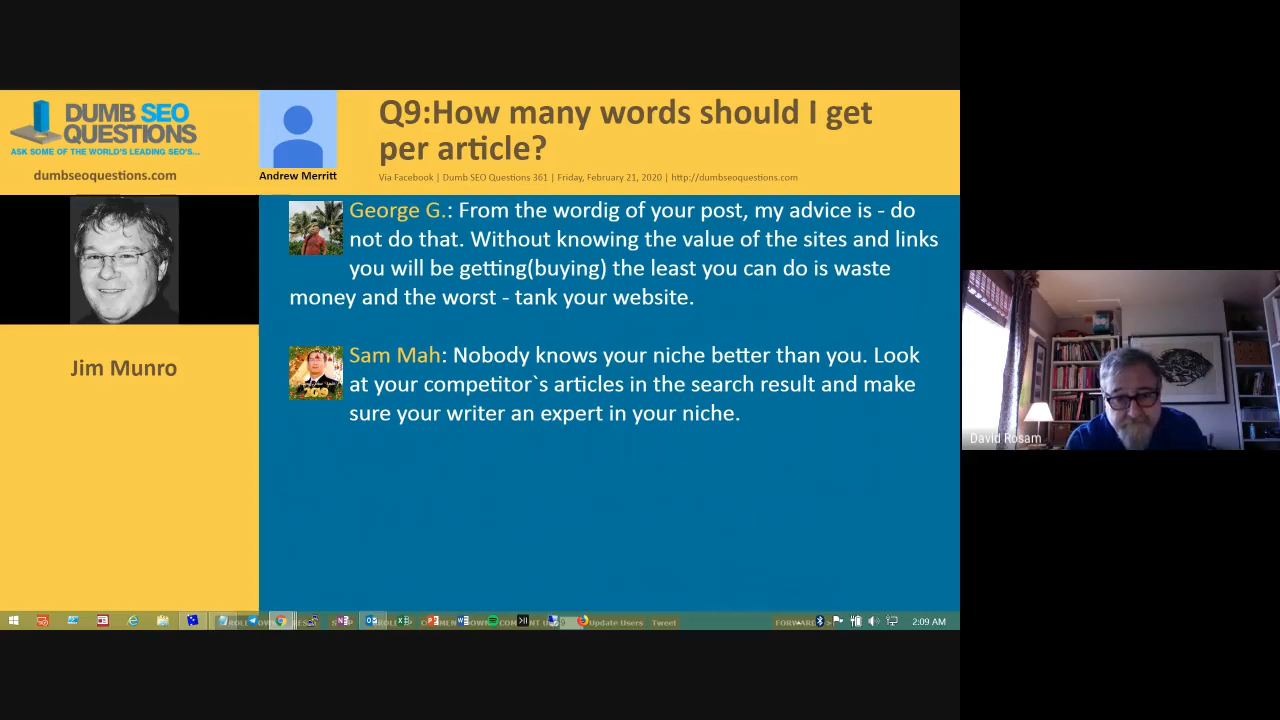 DUMB SEO
QUESTIONS
ASK SOME OF THE WORLD'S LEADING SEO'S...
dumbseoquestions.com
Andrew Merritt
Q9:How many words should I get
per article?
Via Facebook | Dumb SEO Questions 361 | Friday, February 21, 2020 | http://dumbseoquestions.com
Jim Munro
George G.: From the wordig of your post, my advice is - do
not do that. Without knowing the value of the sites and links
you will be getting(buying) the least you can do is waste
money and the worst - tank your website.
Sam Mah: Nobody knows your niche better than you. Look
at your competitor`s articles in the search result and make
sure your writer an expert in your niche.
2019
David Rosam
Update Users
Tweet
FORWARD
2:09 AM